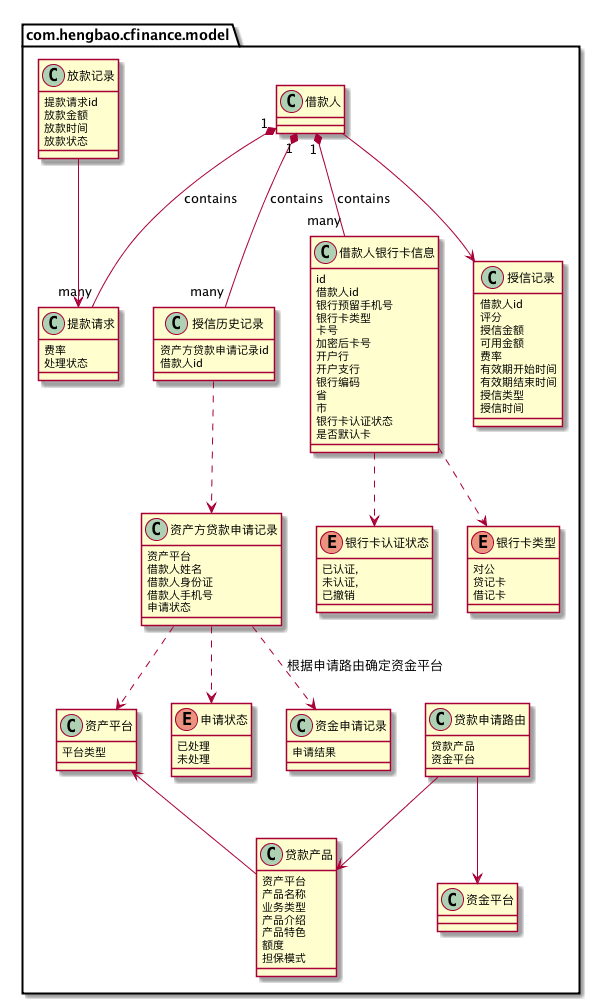 com.hengbao.cfinance.model
C 放款记录
提款请求id
放款金额
放款时间
放款状态
C 借款人
1
1
1
contains
contains
contains
many
many
many
C 提款请求
费率
处理状态
C 授信历史记录
资产方贷款申请记录id
借款人id
C 借款人银行卡信息
id
借款人id
银行预留手机号
银行卡类型
卡号
加密后卡号
开户行
开户支行
银行编码
省
市
银行卡认证状态
是否默认卡
C 授信记录
借款人id
评分
授信金额
可用金额
费率
有效期开始时间
有效期结束时间
授信类型
授信时间
C 资产方贷款申请记录
资产平台
借款人姓名
借款人身份证
借款人手机号
申请状态
E 银行卡认证状态
已认证,
未认证,
已撤销
E 银行卡类型
对公
贷记卡
借记卡
根据申请路由确定资金平台
C 资产平台
平台类型
E 申请状态
已处理
未处理
C 资金申请记录
申请结果
C 贷款申请路由
贷款产品
资金平台
C 贷款产品
资产平台
产品名称
业务类型
产品介绍
产品特色
额度
担保模式
C 资金平台